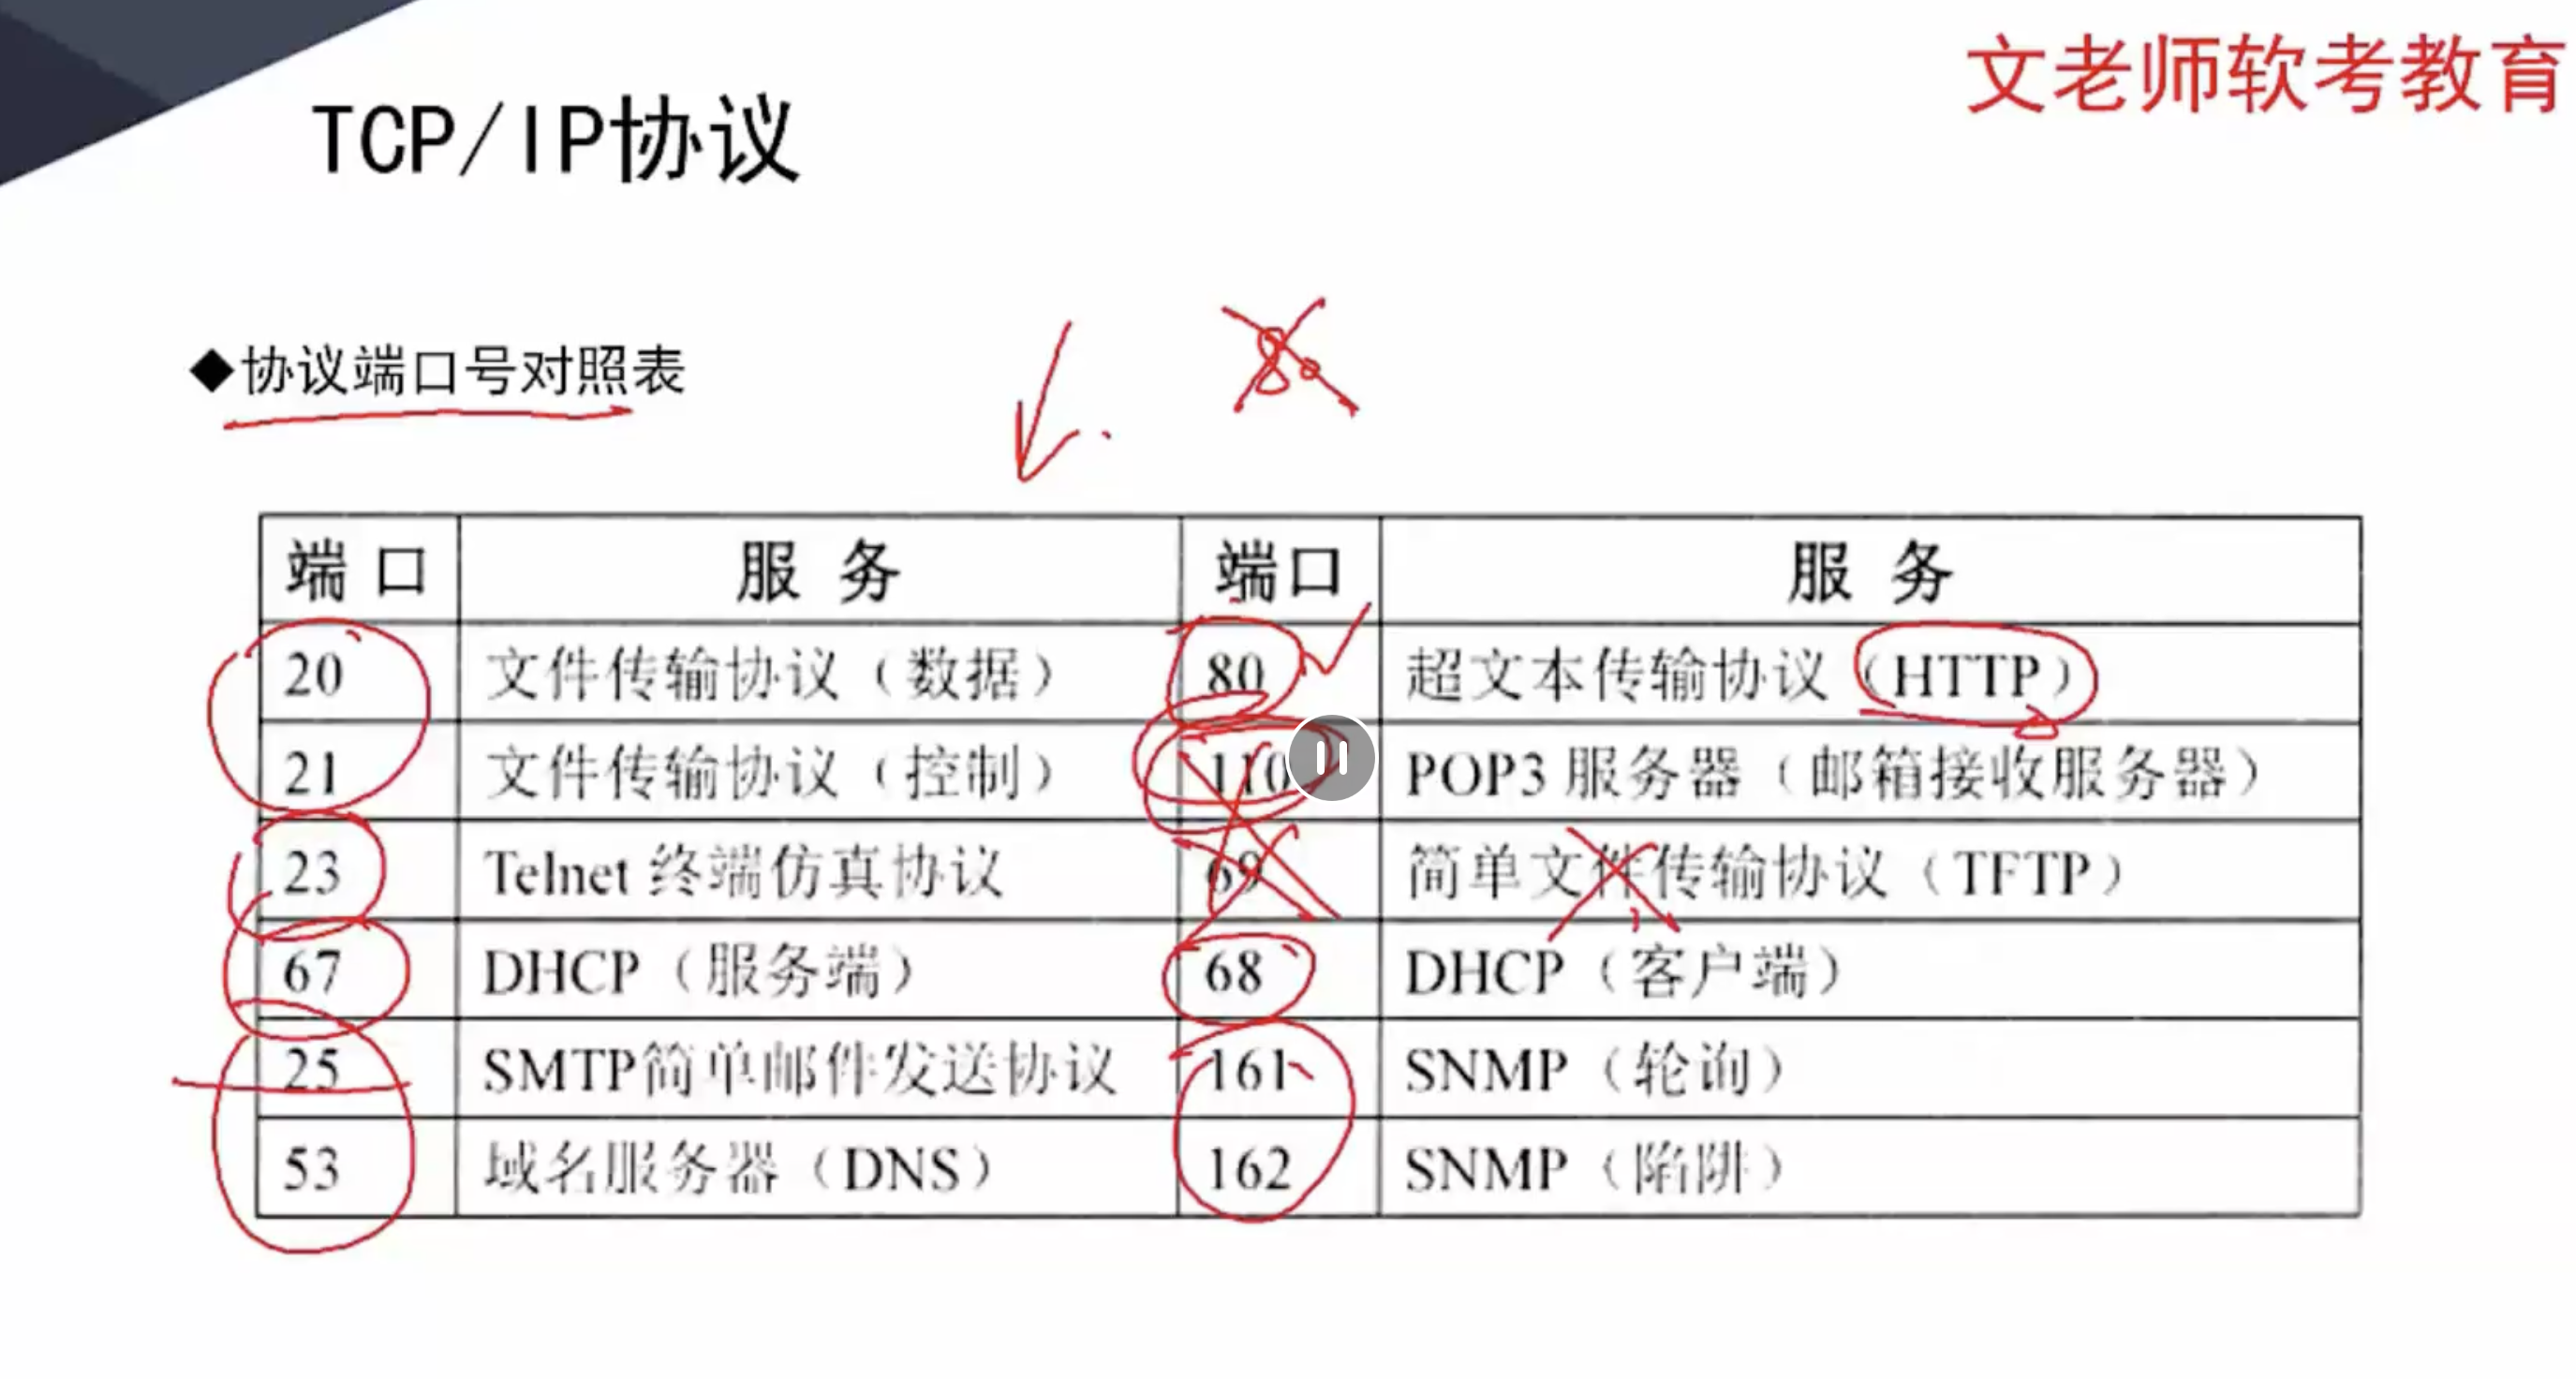 文老师软考教育
TCP/IP协议
80
◆协议端口号对照表
端口 服务 端口 服务
20 文件传输协议（数据） 80 超文本传输协议（HTTP）
21 文件传输协议（控制） 110 POP3 服务器（邮箱接收服务器）
23 Telnet 终端仿真协议 69 简单文件传输协议（TFTP）
67 DHCP（服务端） 68 DHCP（客户端）
25 SMTP简单邮件发送协议 161 SNMP（轮询）
53 域名服务器（DNS） 162 SNMP（陷阱）